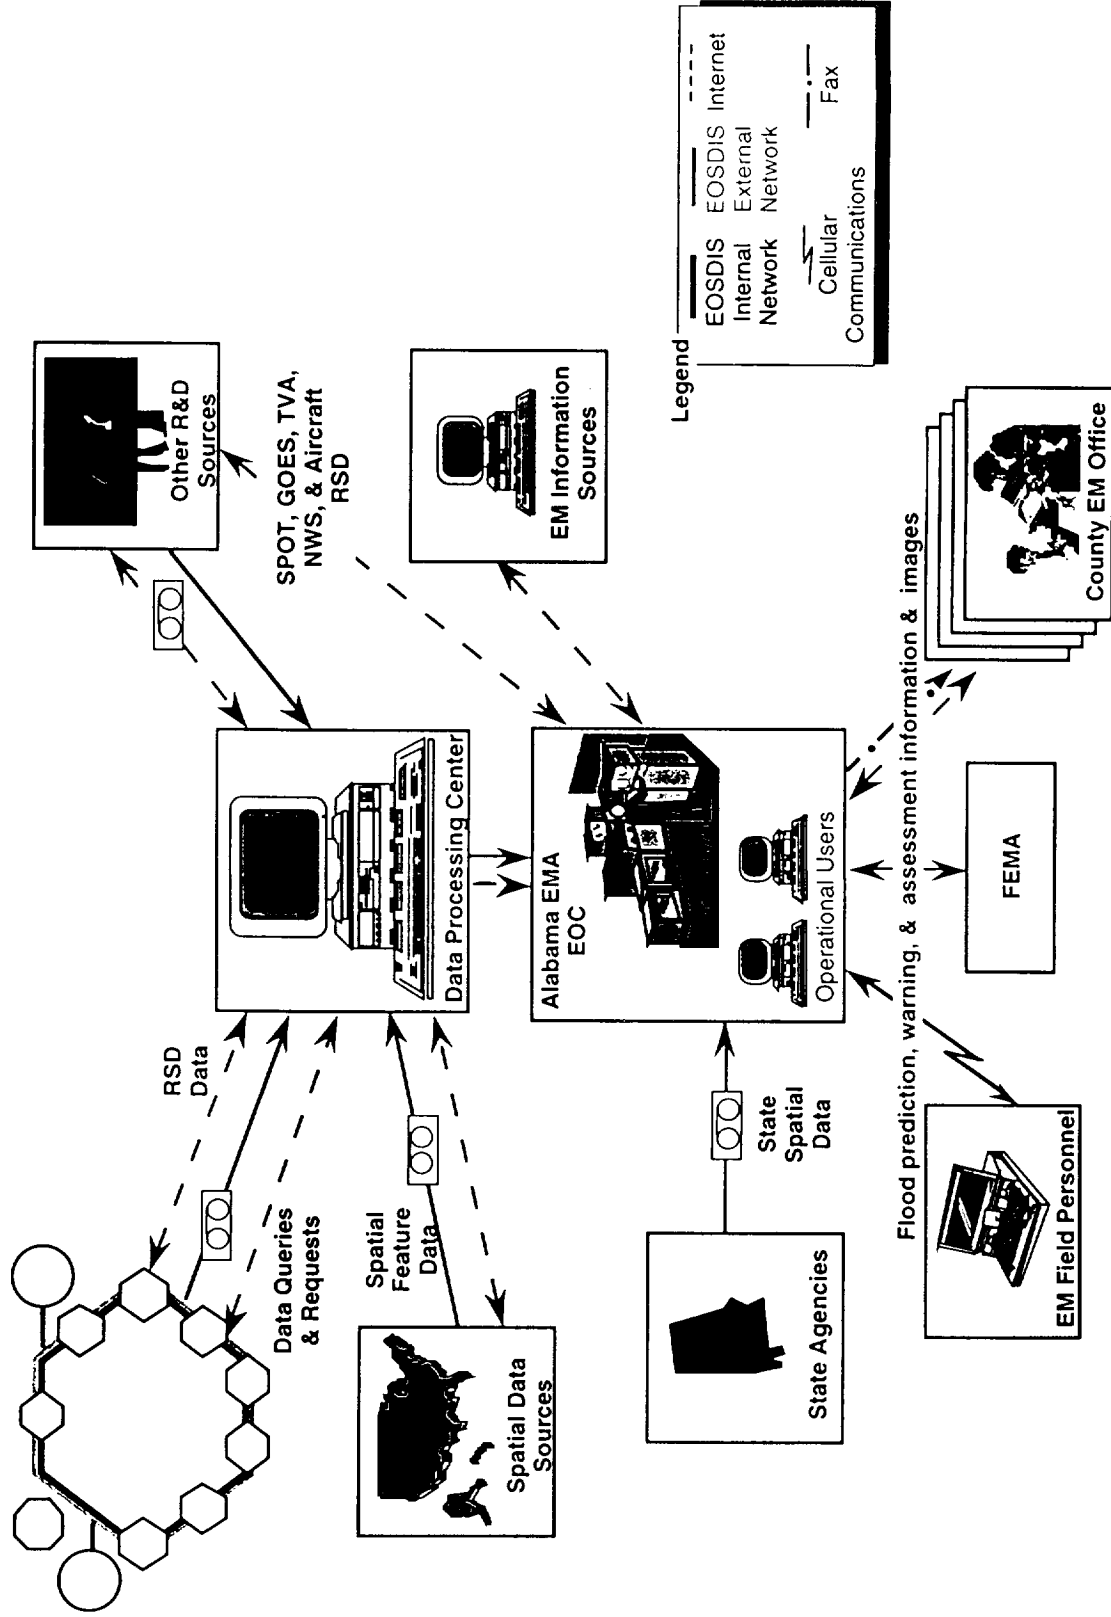 RSD
Data
Data Queries
& Requests
Spatial
Feature
Data
Spatial Data
Sources
Data Processing Center
Other R&D
Sources
SPOT, GOES, TVA,
NWS, & Aircraft
RSD
EM Information
Sources
Alabama EMA
EOC
Operational Users
State
Spatial
Data
State Agencies
Flood prediction, warning, & assessment information & images
EM Field Personnel
FEMA
County EM Office
Legend
EOSDIS
Internal
Network
EOSDIS
External
Network
Internet
Cellular
Communications
Fax